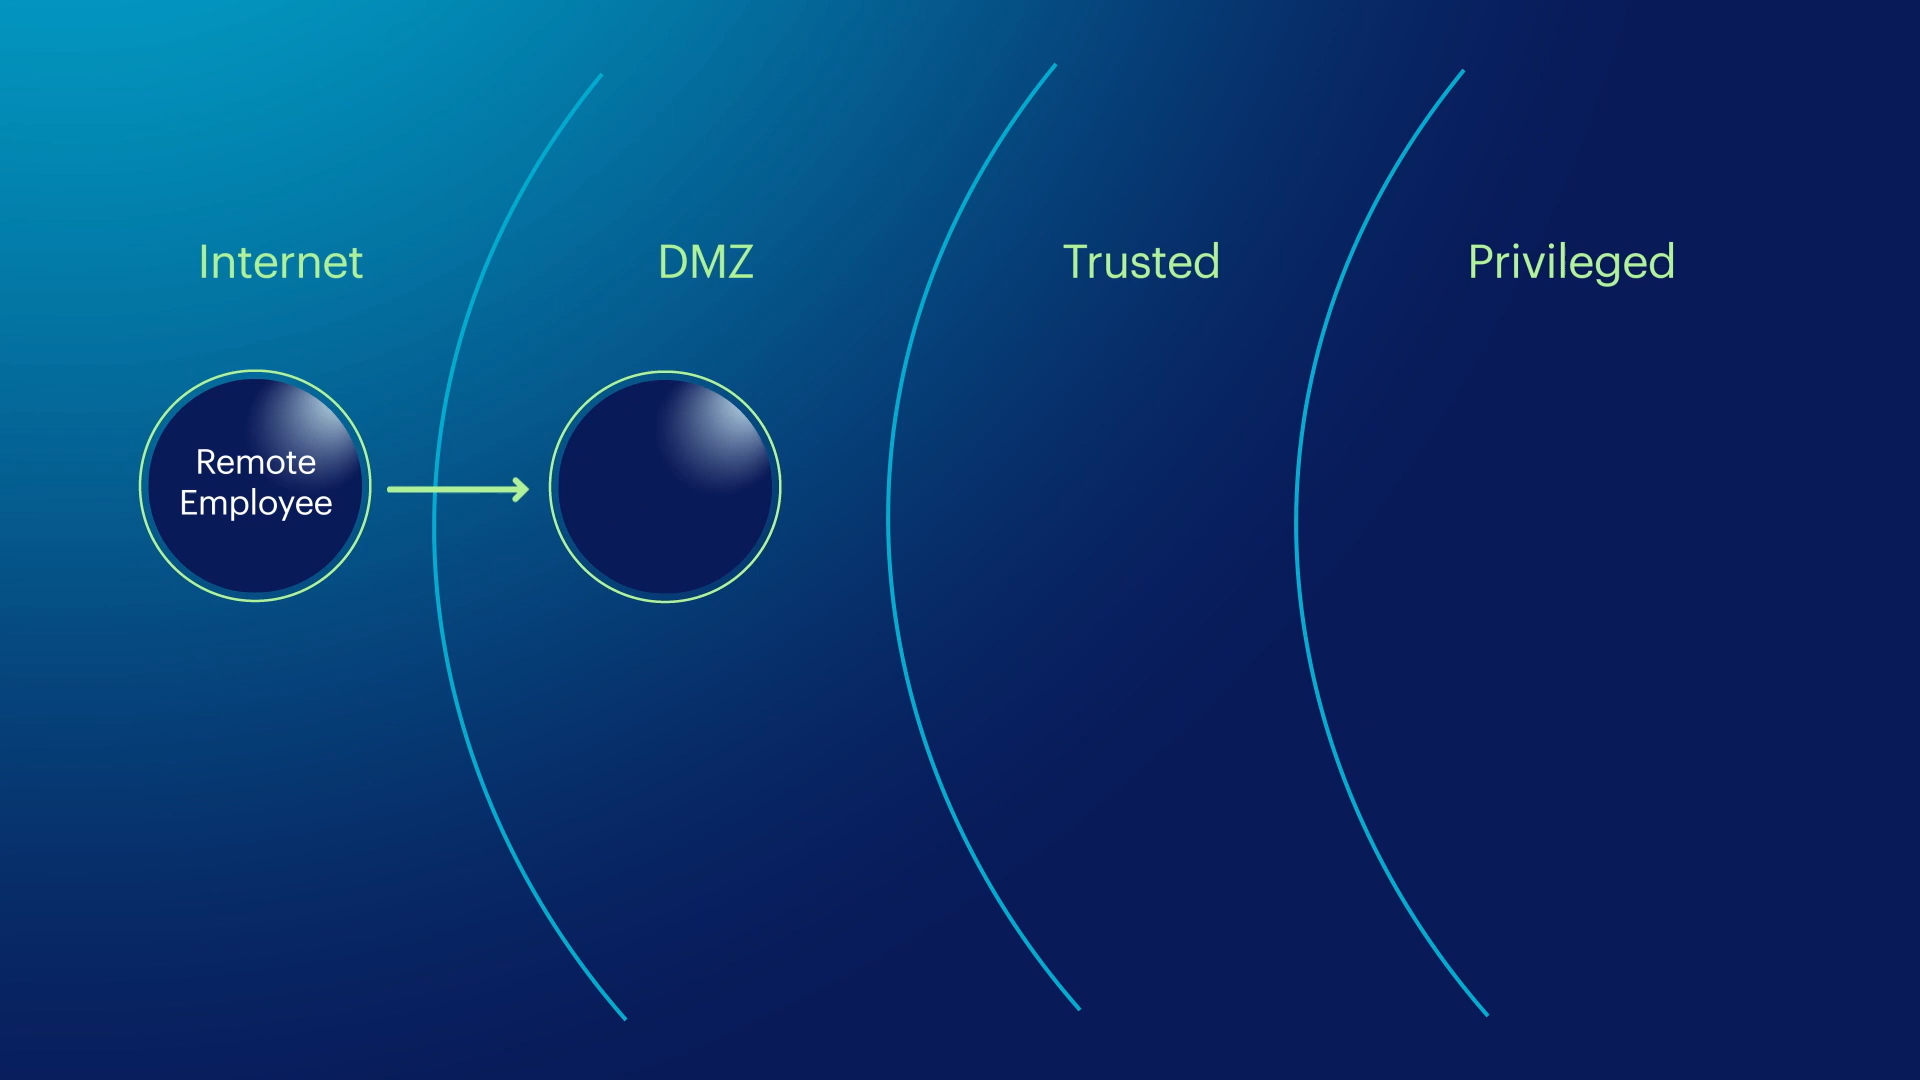 Internet
DMZ
Trusted
Privileged
Remote
Employee